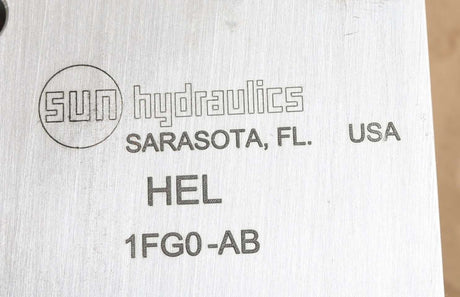 sun hydraulics
SARASOTA, FL. USA
HEL
1FG0-AB